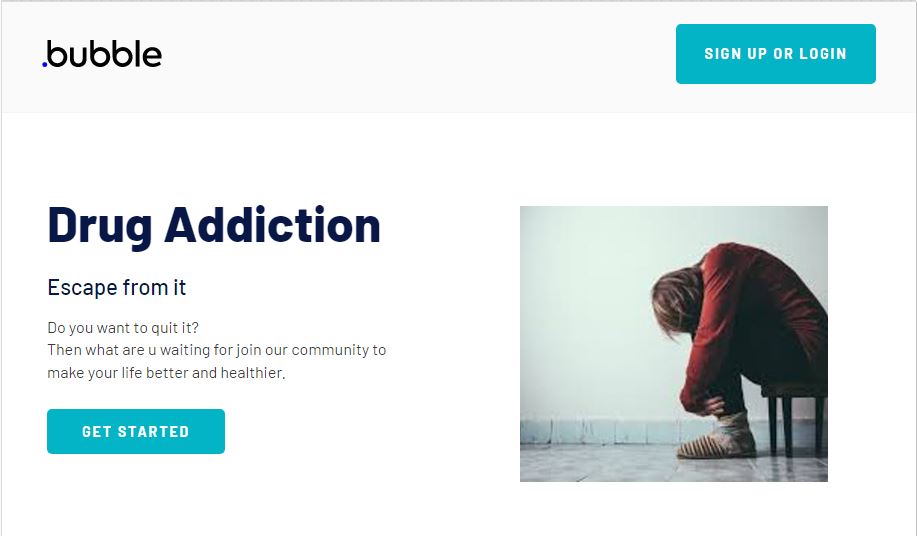 .bubble
SIGN UP OR LOGIN
Drug Addiction
Escape from it
Do you want to quit it?
Then what are u waiting for join our community to
make your life better and healthier.
GET STARTED